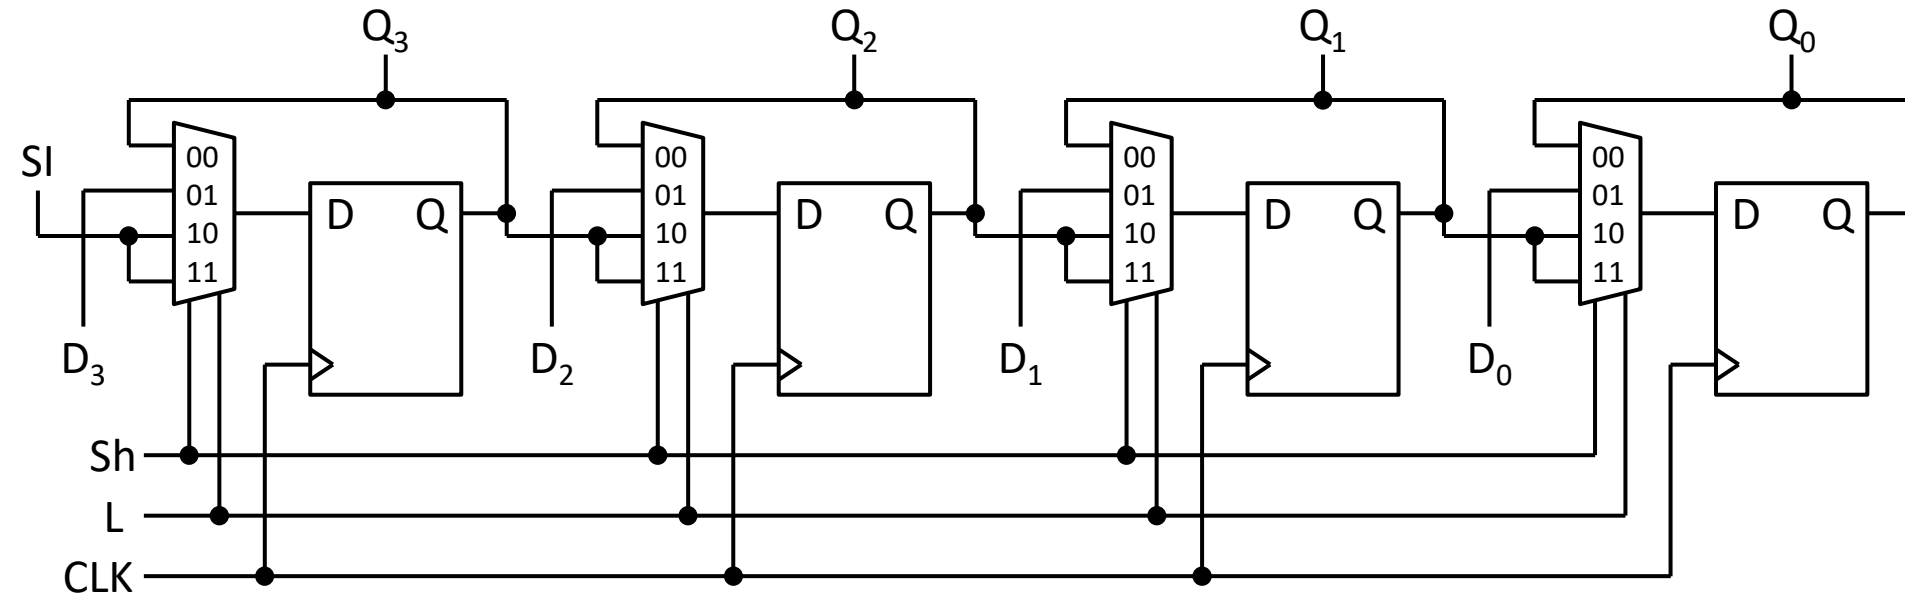 Q3 Q2 Q1 Q0
SI 00 00 00 00
01 01 01 01
D Q D Q D Q D Q
10 10 10 10
11 11 11 11
D3 D2 D1 D0
Sh
L
CLK